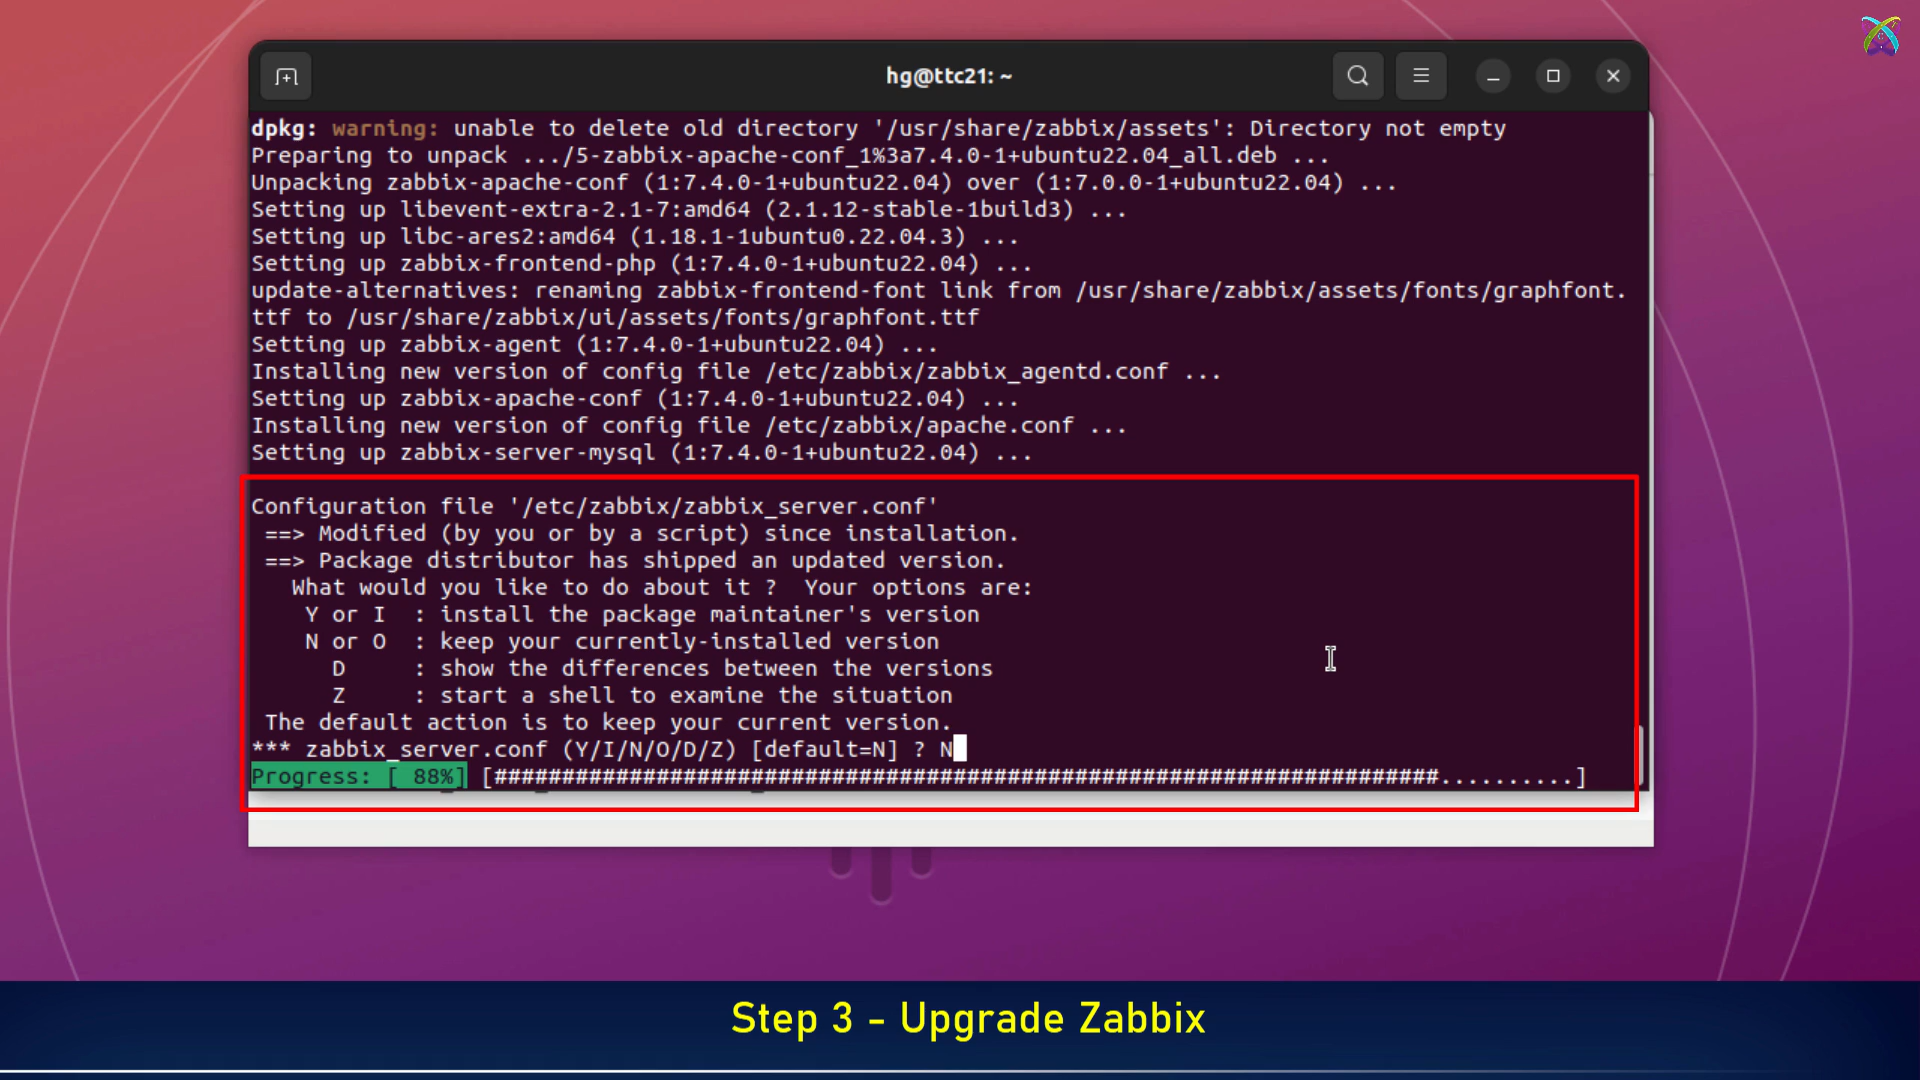 hg@ttc21: ~
dpkg: warning: unable to delete old directory '/usr/share/zabbix/assets': Directory not empty
Preparing to unpack .../5-zabbix-apache-conf_1%3a7.4.0-1+ubuntu22.04_all.deb ...
Unpacking zabbix-apache-conf (1:7.4.0-1+ubuntu22.04) over (1:7.0.0-1+ubuntu22.04) ...
Setting up libevent-extra-2.1-7:amd64 (2.1.12-stable-1build3) ...
Setting up libc-ares2:amd64 (1.18.1-1ubuntu0.22.04.3) ...
Setting up zabbix-frontend-php (1:7.4.0-1+ubuntu22.04) ...
update-alternatives: renaming zabbix-frontend-font link from /usr/share/zabbix/assets/fonts/graphfont.
ttf to /usr/share/zabbix/ui/assets/fonts/graphfont.ttf
Setting up zabbix-agent (1:7.4.0-1+ubuntu22.04) ...
Installing new version of config file /etc/zabbix/zabbix_agentd.conf ...
Setting up zabbix-apache-conf (1:7.4.0-1+ubuntu22.04) ...
Installing new version of config file /etc/zabbix/apache.conf ...
Setting up zabbix-server-mysql (1:7.4.0-1+ubuntu22.04) ...
Configuration file '/etc/zabbix/zabbix_server.conf'
==> Modified (by you or by a script) since installation.
==> Package distributor has shipped an updated version.
What would you like to do about it ?  Your options are:
Y or I  : install the package maintainer's version
N or O  : keep your currently-installed version
D     : show the differences between the versions
Z     : start a shell to examine the situation
The default action is to keep your current version.
*** zabbix_server.conf (Y/I/N/O/D/Z) [default=N] ? N
Progress: [ 88%] [######################################################################..........]
Step 3 - Upgrade Zabbix